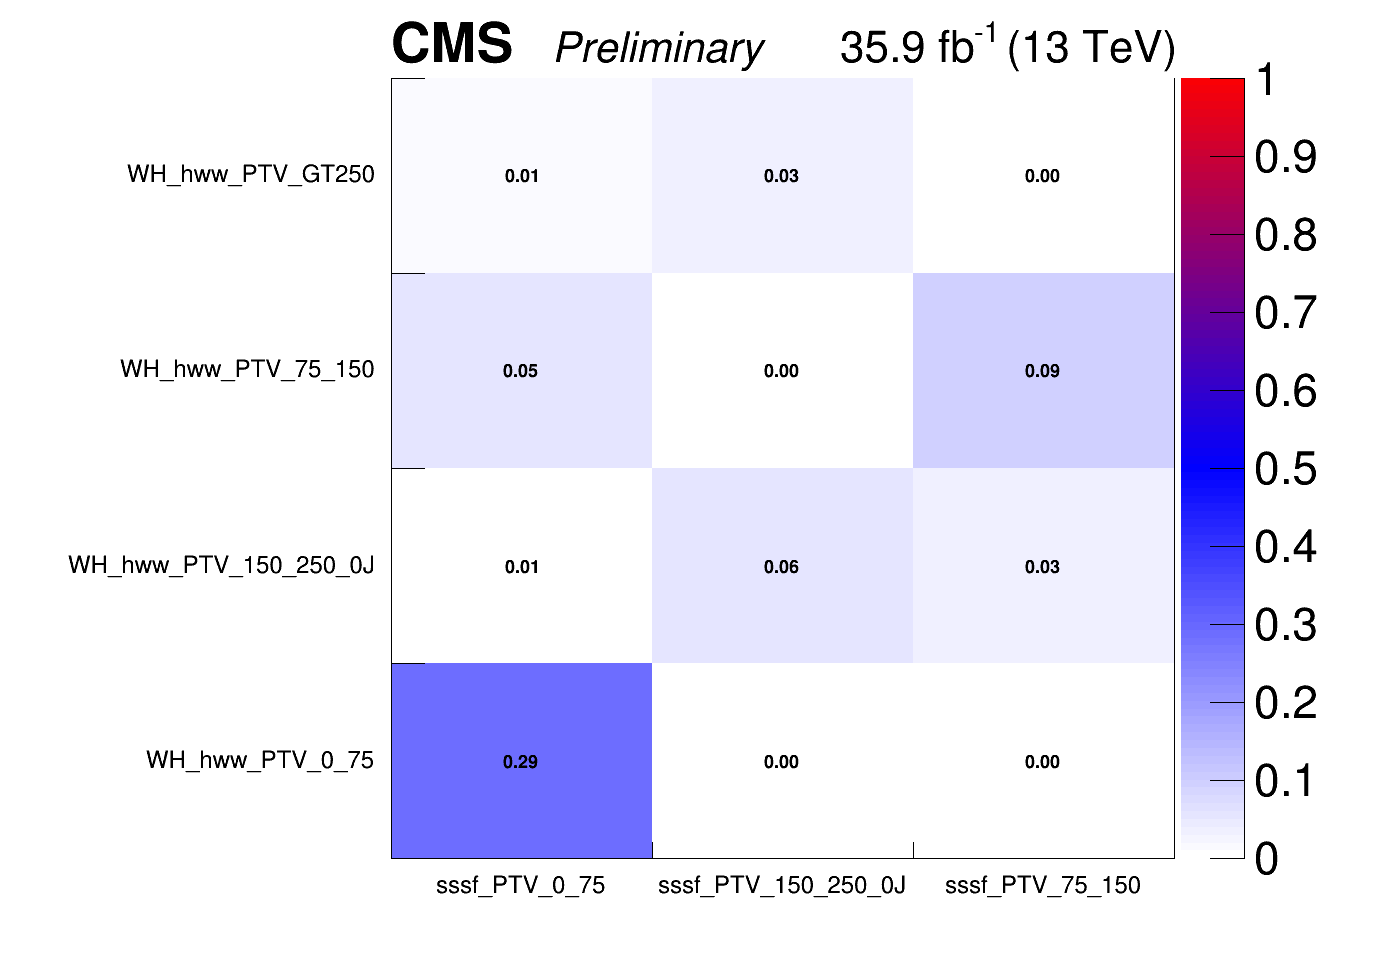 CMS Preliminary 35.9 fb-1 (13 TeV)
WH_hww_PTV_GT250 0.01 0.03 0.00
WH_hww_PTV_75_150 0.05 0.00 0.09
WH_hww_PTV_150_250_0J 0.01 0.06 0.03
WH_hww_PTV_0_75 0.29 0.00 0.00
sssf_PTV_0_75 sssf_PTV_150_250_0J sssf_PTV_75_150
1
0.9
0.8
0.7
0.6
0.5
0.4
0.3
0.2
0.1
0